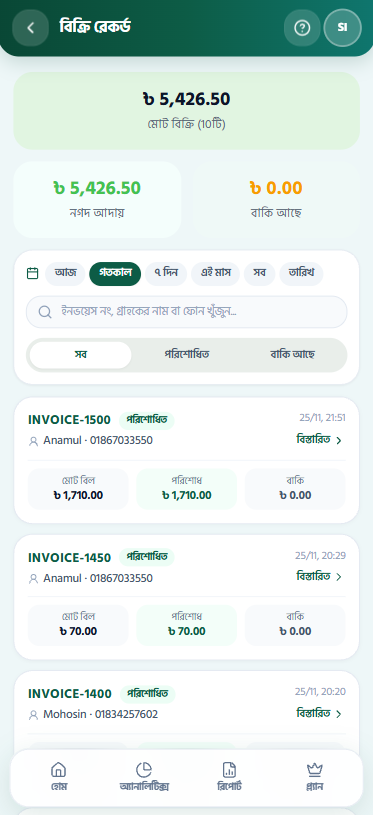 বিক্রি রেকর্ড
SI
৳ 5,426.50
মোট বিক্রি (10টি)
৳ 5,426.50
নগদ আদায়
৳ 0.00
বাকি আছে
আজ গতকাল ৭ দিন এই মাস সব তারিখ
ইনভয়েস নং, গ্রাহকের নাম বা ফোন খুঁজুন...
সব পরিশোধিত বাকি আছে
INVOICE-1500 পরিশোধিত 25/11, 21:51
Anamul · 01867033550 বিস্তারিত
মোট বিল পরিশোধ বাকি
৳ 1,710.00 ৳ 1,710.00 ৳ 0.00
INVOICE-1450 পরিশোধিত 25/11, 20:29
Anamul · 01867033550 বিস্তারিত
মোট বিল পরিশোধ বাকি
৳ 70.00 ৳ 70.00 ৳ 0.00
INVOICE-1400 পরিশোধিত 25/11, 20:20
Mohosin · 01834257602 বিস্তারিত
হোম অ্যানালিটিক্স রিপোর্ট প্ল্যান